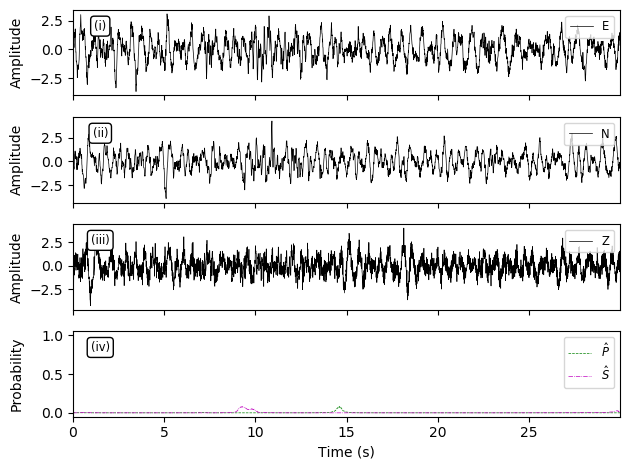 2.5
0.0
−2.5
Amplitude
(i)
E
2.5
0.0
−2.5
Amplitude
(ii)
N
2.5
0.0
−2.5
Amplitude
(iii)
Z
1.0
0.5
0.0
Probability
(iv)
P̂
Ŝ
0 5 10 15 20 25
Time (s)